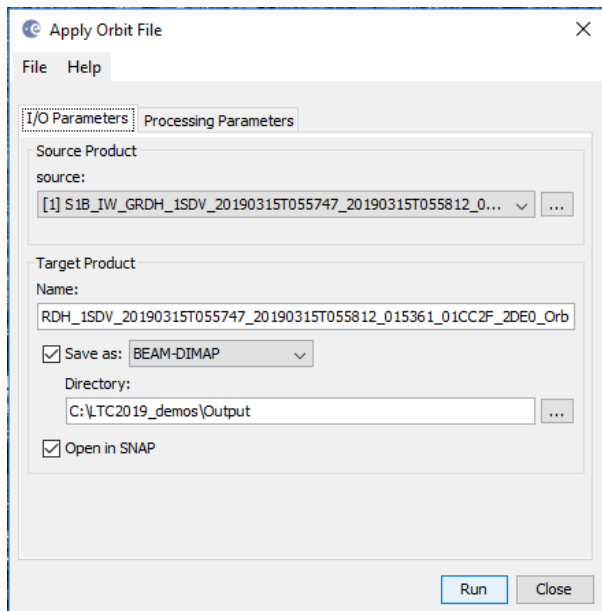 Apply Orbit File
File Help
I/O Parameters Processing Parameters
Source Product
source:
[1] S1B_IW_GRDH_1SDV_20190315T055747_20190315T055812_0...
...
Target Product
Name:
RDH_1SDV_20190315T055747_20190315T055812_015361_01CC2F_2DE0_Orb
Save as: BEAM-DIMAP
Directory:
C:\LTC2019_demos\Output
...
Open in SNAP
Run Close